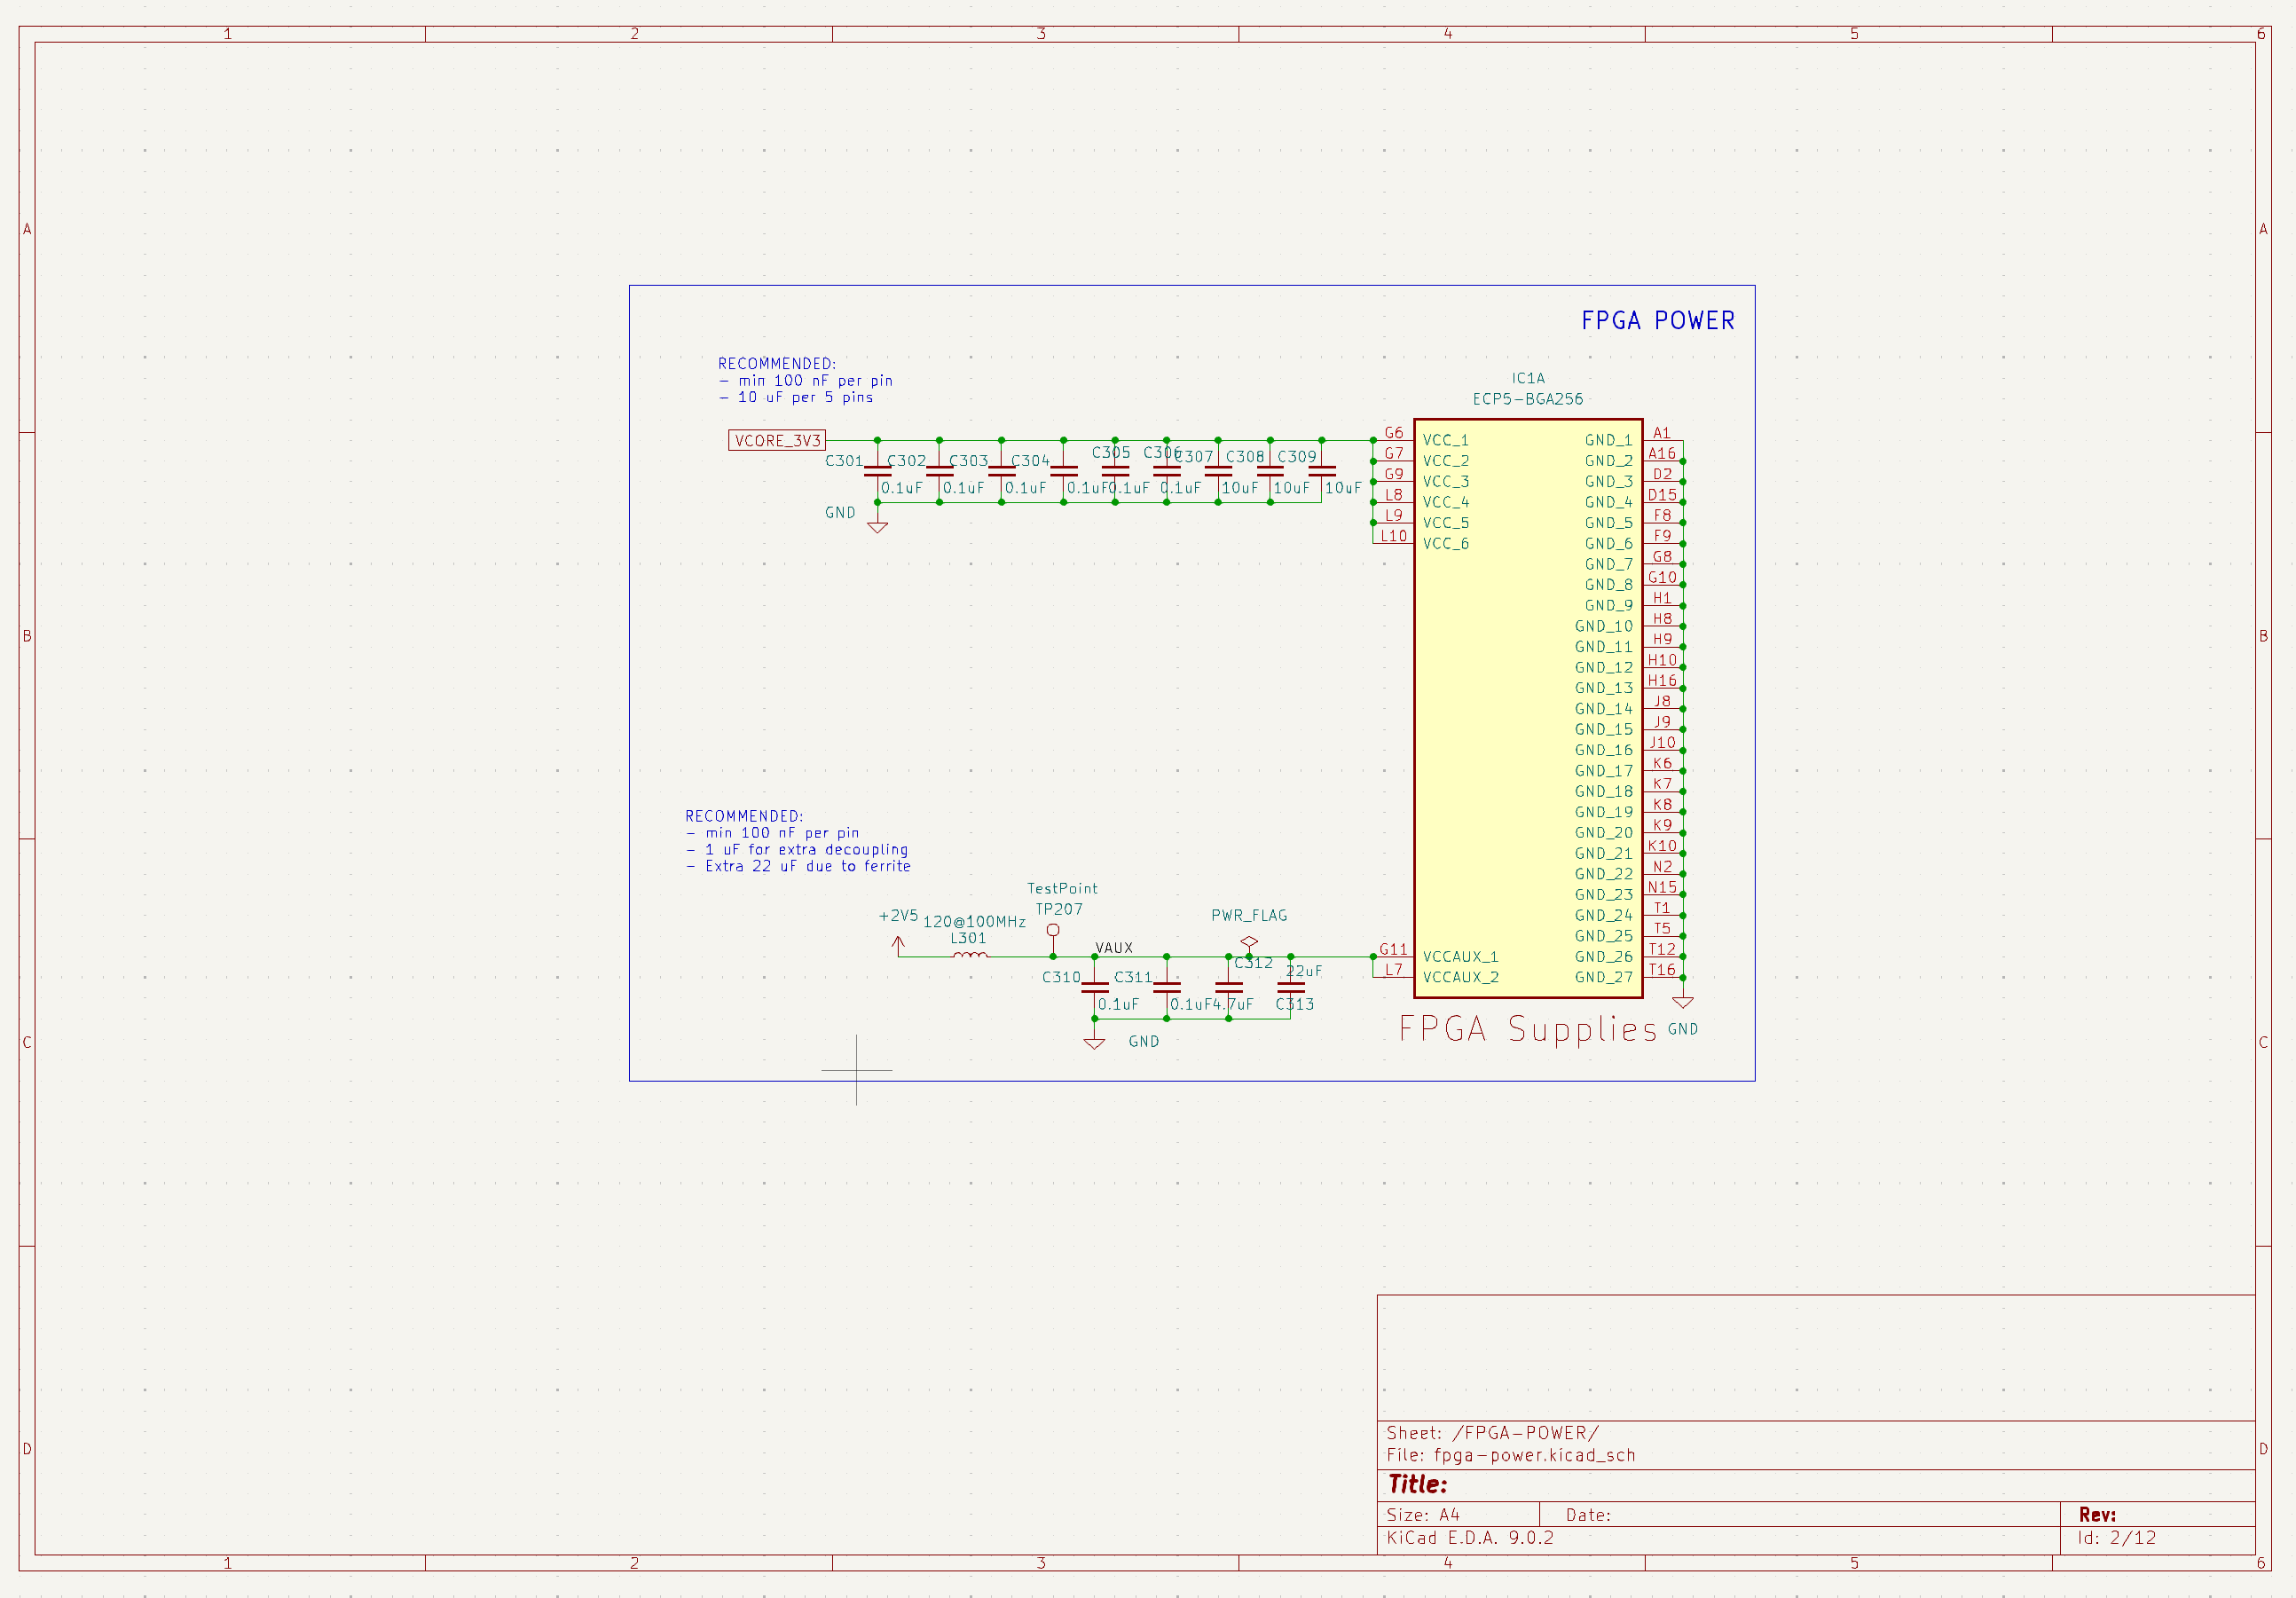 1 2 3 4 5 6
A A
B B
C C
D D
FPGA POWER
RECOMMENDED:
- min 100 nF per pin
- 10 uF per 5 pins
IC1A
ECP5-BGA256
VCORE_3V3
C301 C302 C303 C304 C305 C306 C307 C308 C309
0.1uF 0.1uF 0.1uF 0.1uF 0.1uF 0.1uF 10uF 10uF 10uF
GND
G6 VCC_1 GND_1 A1
G7 VCC_2 GND_2 A16
G9 VCC_3 GND_3 D2
L8 VCC_4 GND_4 D15
L9 VCC_5 GND_5 F8
L10 VCC_6 GND_6 F9
GND_7 G8
GND_8 G10
GND_9 H1
GND_10 H8
GND_11 H9
GND_12 H10
GND_13 H16
GND_14 J8
GND_15 J9
GND_16 J10
GND_17 K6
GND_18 K7
GND_19 K8
GND_20 K9
GND_21 K10
GND_22 N2
GND_23 N15
GND_24 T1
GND_25 T5
G11 VCCAUX_1 GND_26 T12
L7 VCCAUX_2 GND_27 T16
RECOMMENDED:
- min 100 nF per pin
- 1 uF for extra decoupling
- Extra 22 uF due to ferrite
TestPoint
TP207
+2V5
120@100MHz
L301
PWR_FLAG
VAUX
C310 C311 C312 22uF
0.1uF 0.1uF 4.7uF C313
GND
FPGA Supplies
GND
Sheet: /FPGA-POWER/
File: fpga-power.kicad_sch
Title:
Size: A4 Date: Rev:
KiCad E.D.A. 9.0.2 Id: 2/12
1 2 3 4 5 6